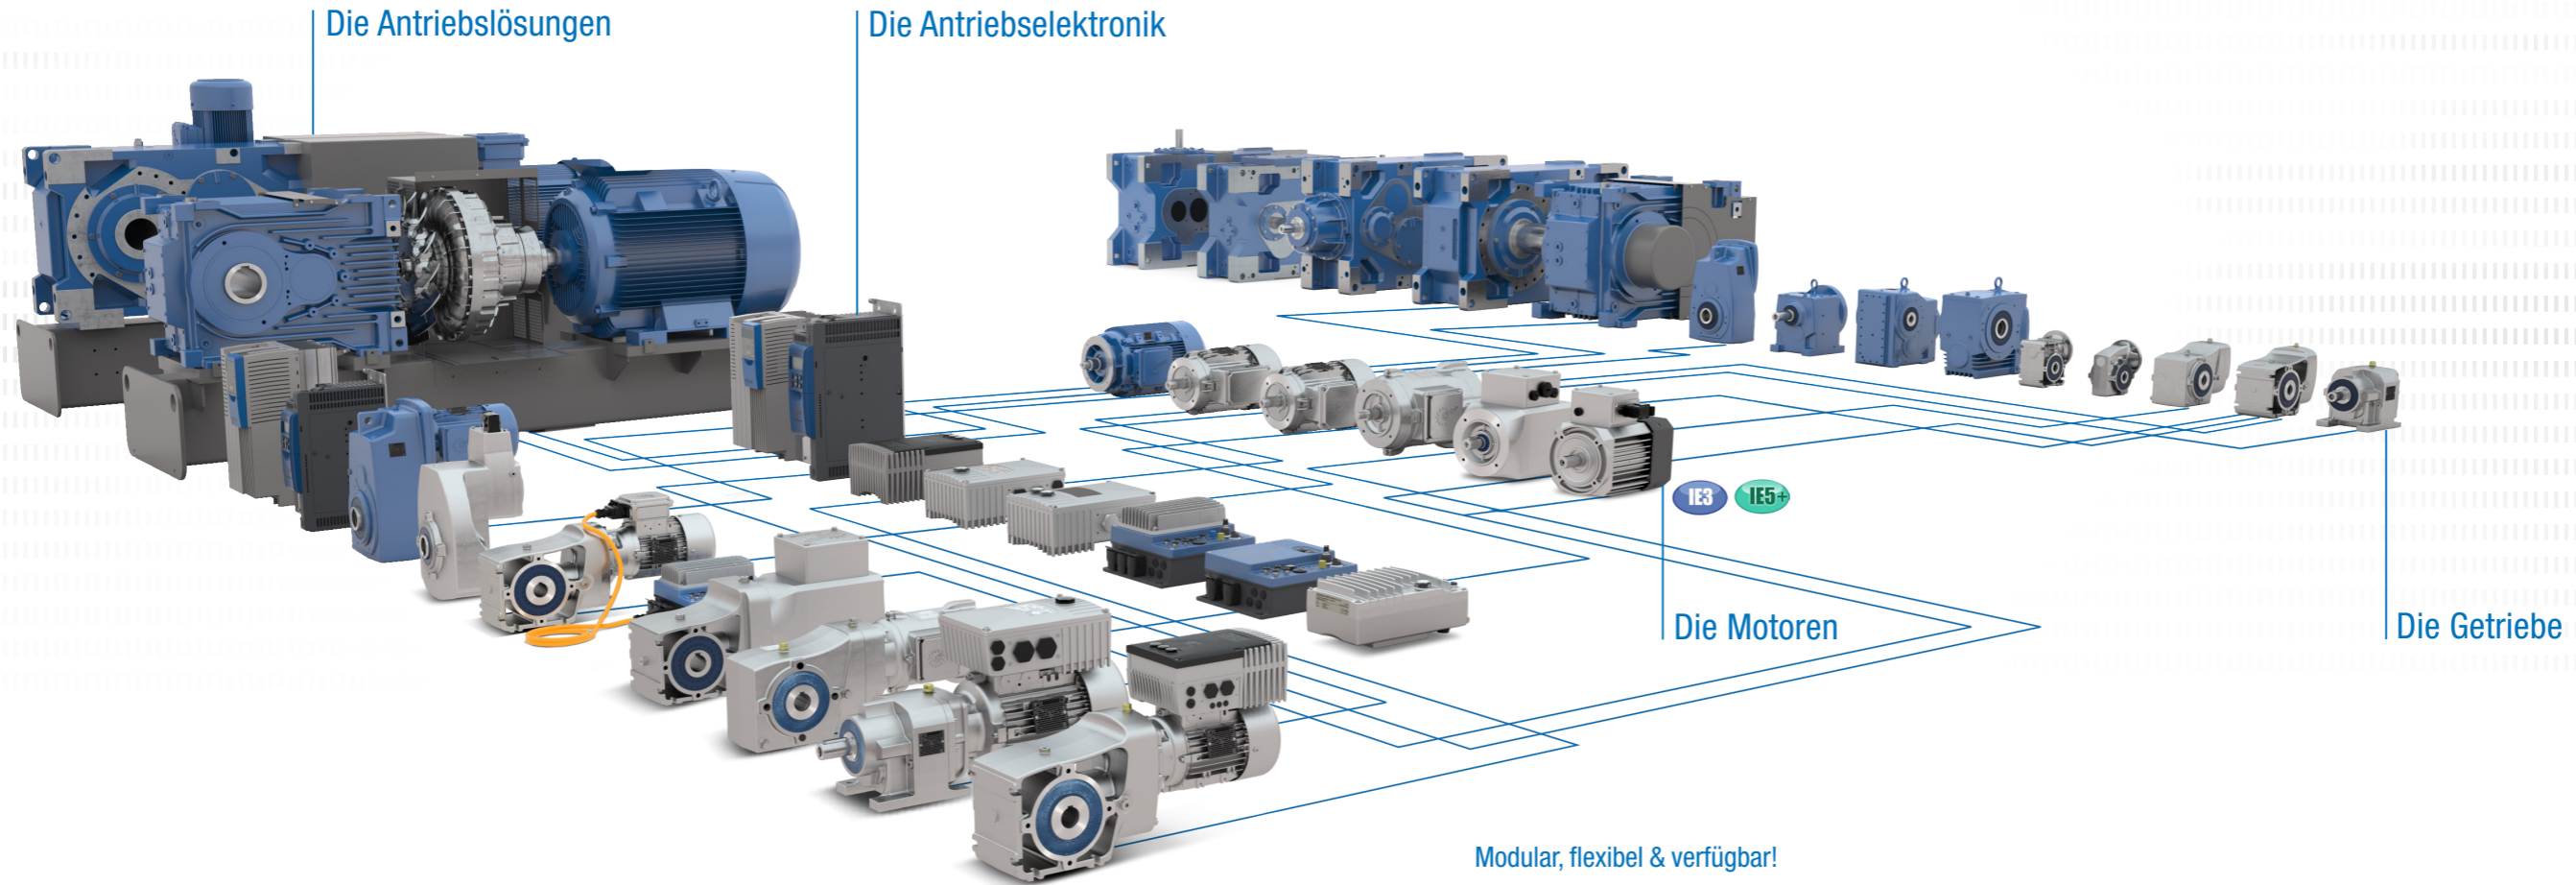 Die Antriebslösungen
Die Antriebselektronik
IE3
IE5+
Die Motoren
Die Getriebe
Modular, flexibel & verfügbar!